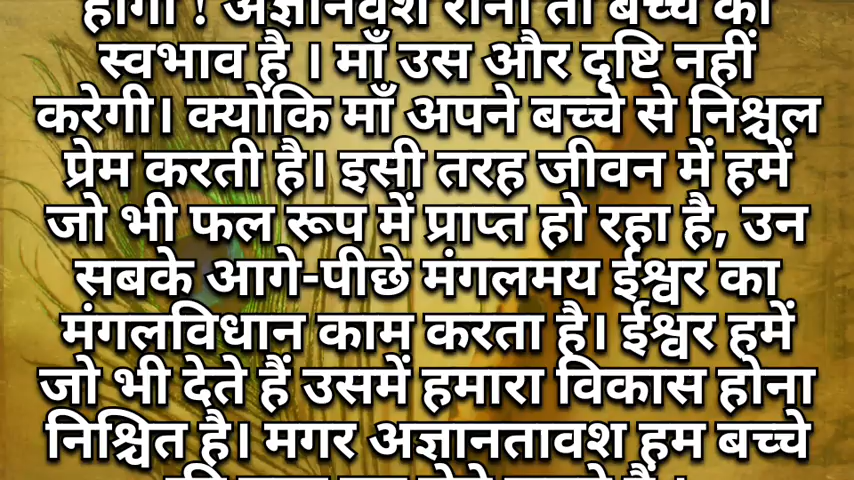 होगा ! अज्ञानवश रोना तो बच्चे का
स्वभाव है । माँ उस और दृष्टि नहीं
करेगी। क्योंकि माँ अपने बच्चे से निश्चल
प्रेम करती है। इसी तरह जीवन में हमें
जो भी फल रूप में प्राप्त हो रहा है, उन
सबके आगे-पीछे मंगलमय ईश्वर का
मंगलविधान काम करता है। ईश्वर हमें
जो भी देते हैं उसमें हमारा विकास होना
निश्चित है। मगर अज्ञानतावश हम बच्चे